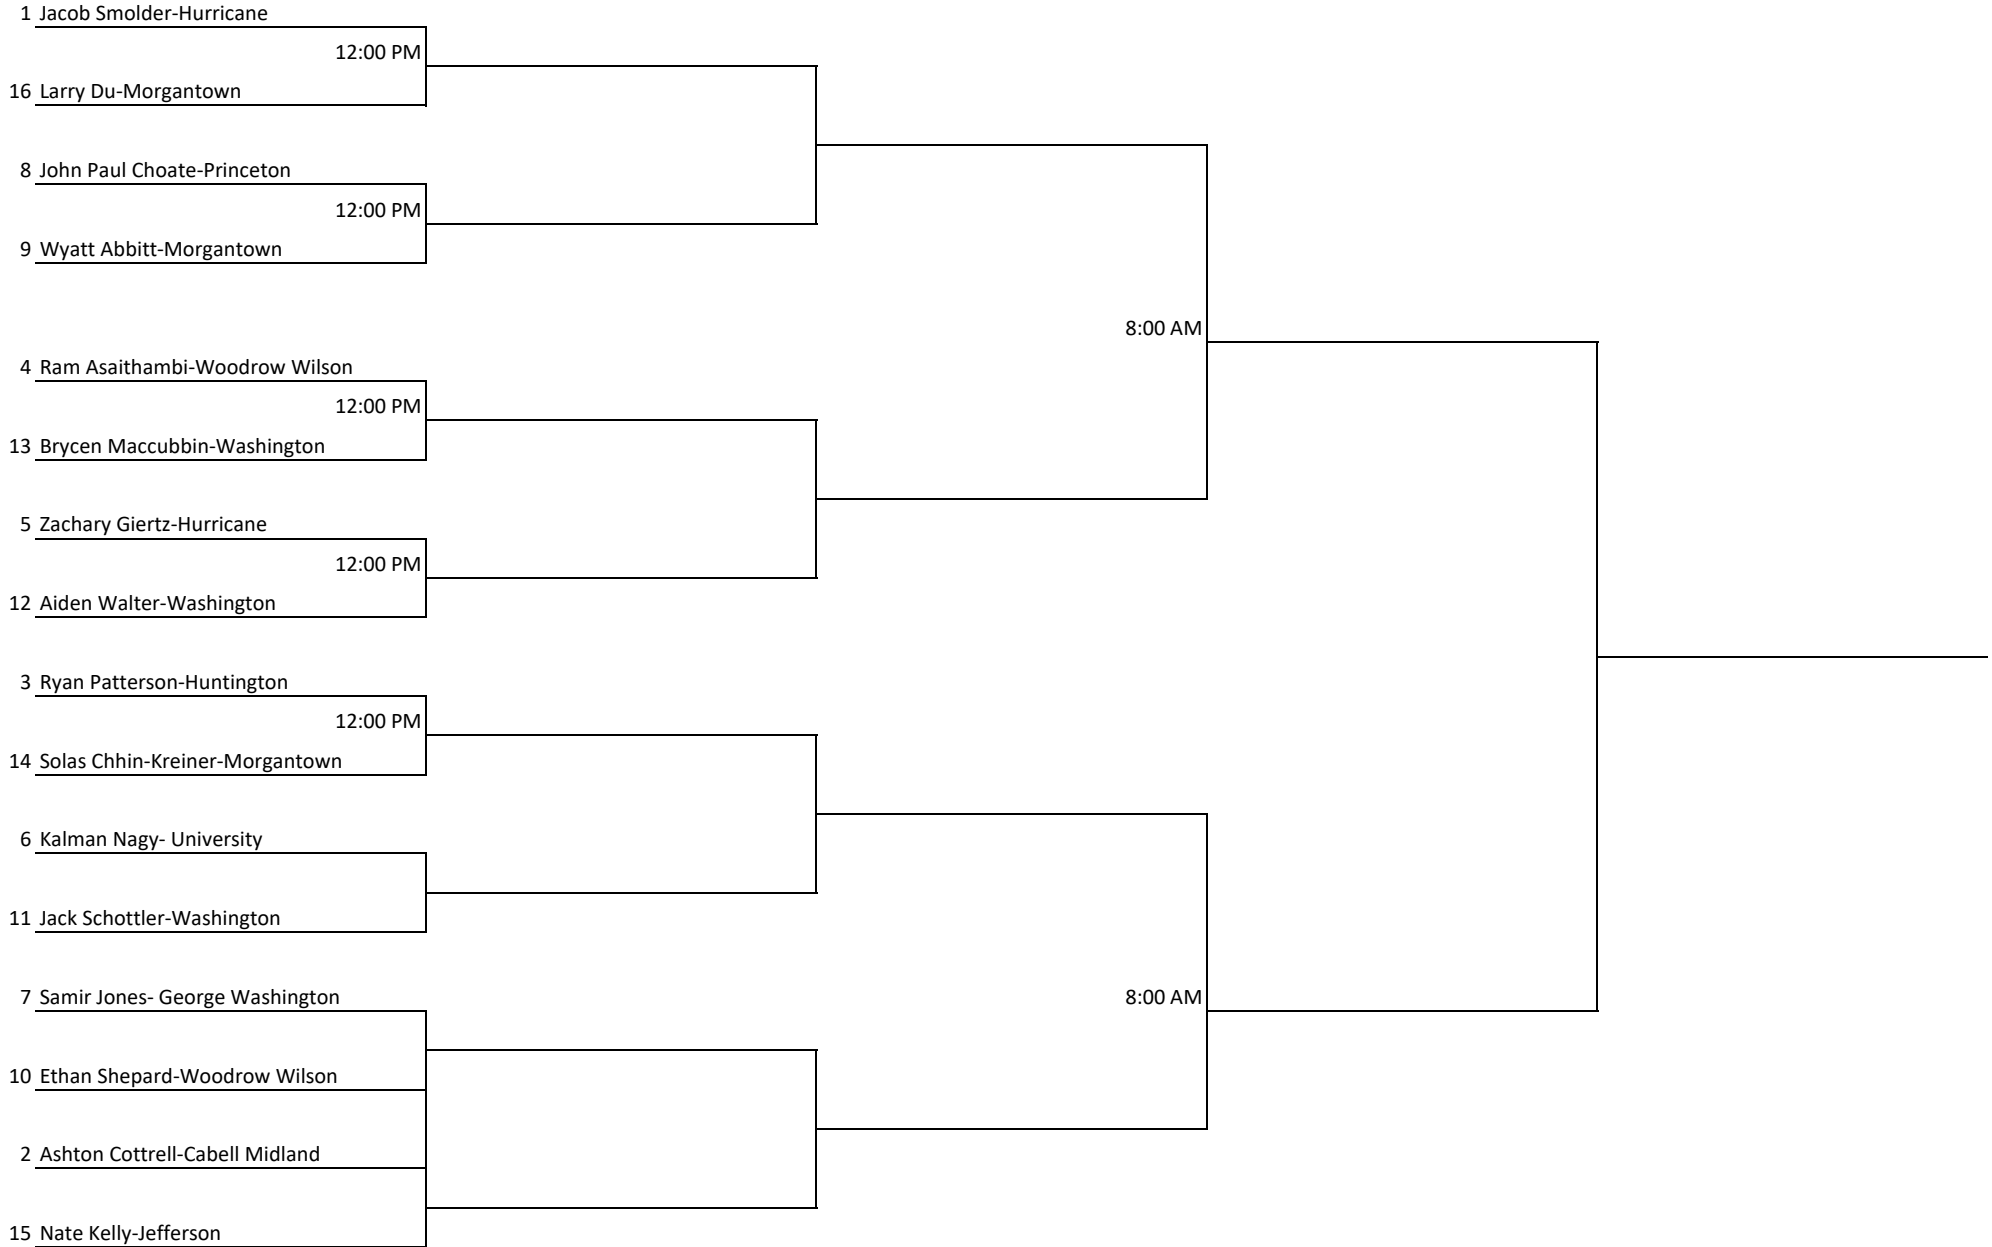 1 Jacob Smolder-Hurricane
12:00 PM
16 Larry Du-Morgantown
8 John Paul Choate-Princeton
12:00 PM
9 Wyatt Abbitt-Morgantown
8:00 AM
4 Ram Asaithambi-Woodrow Wilson
12:00 PM
13 Brycen Maccubbin-Washington
5 Zachary Giertz-Hurricane
12:00 PM
12 Aiden Walter-Washington
3 Ryan Patterson-Huntington
12:00 PM
14 Solas Chhin-Kreiner-Morgantown
6 Kalman Nagy- University
11 Jack Schottler-Washington
7 Samir Jones- George Washington
8:00 AM
10 Ethan Shepard-Woodrow Wilson
2 Ashton Cottrell-Cabell Midland
15 Nate Kelly-Jefferson